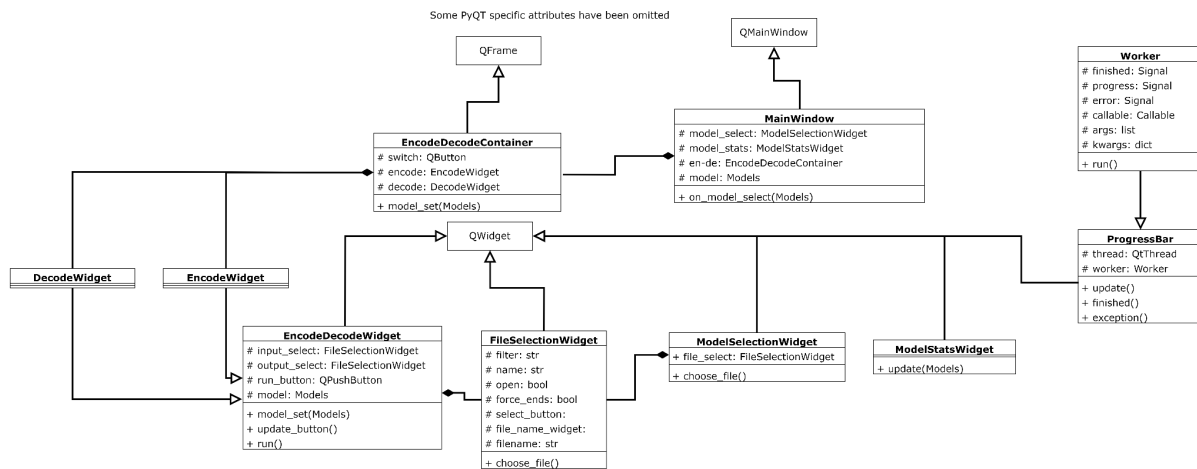 Some PyQT specific attributes have been omitted
QFrame
QMainWindow
Worker
# finished: Signal
# progress: Signal
# error: Signal
# callable: Callable
# args: list
# kwargs: dict
+ run()
EncodeDecodeContainer
# switch: QButton
# encode: EncodeWidget
# decode: DecodeWidget
+ model_set(Models)
MainWindow
# model_select: ModelSelectionWidget
# model_stats: ModelStatsWidget
# en-de: EncodeDecodeContainer
# model: Models
+ on_model_select(Models)
QWidget
ProgressBar
# thread: QtThread
# worker: Worker
+ update()
+ finished()
+ exception()
DecodeWidget
EncodeWidget
EncodeDecodeWidget
# input_select: FileSelectionWidget
# output_select: FileSelectionWidget
# run_button: QPushButton
# model: Models
+ model_set(Models)
+ update_button()
+ run()
FileSelectionWidget
# filter: str
# name: str
# open: bool
# force_ends: bool
# select_button:
# file_name_widget:
# filename: str
+ choose_file()
ModelSelectionWidget
+ file_select: FileSelectionWidget
+ choose_file()
ModelStatsWidget
+ update(Models)